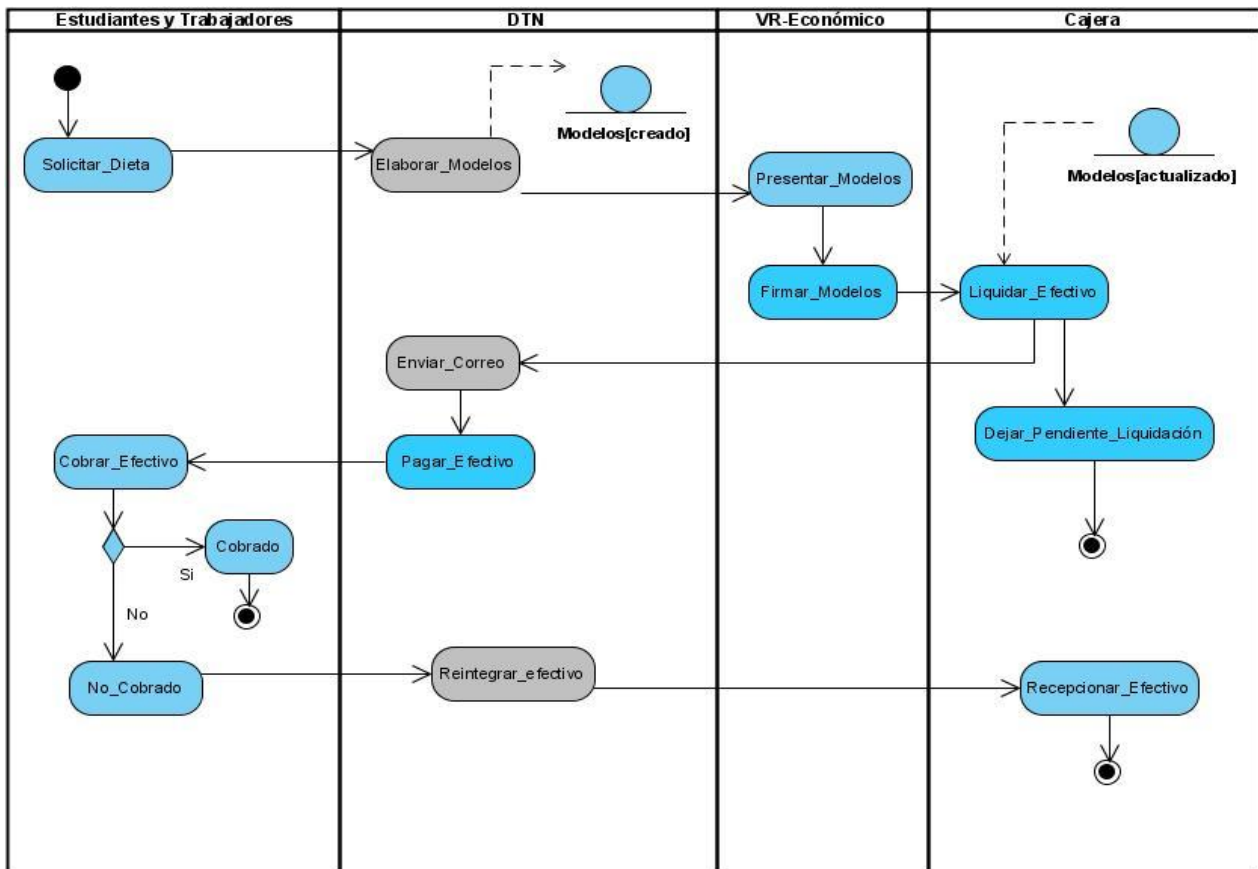 Estudiantes y Trabajadores
DTN
VR-Económico
Cajera
Modelos[creado]
Solicitar_Dieta
Elaborar_Modelos
Presentar_Modelos
Modelos[actualizado]
Firmar_Modelos
Liquidar_Efectivo
Enviar_Correo
Dejar_Pendiente_Liquidación
Cobrar_Efectivo
Pagar_Efectivo
Cobrado
Si
No
No_Cobrado
Reintegrar_efectivo
Recepcionar_Efectivo